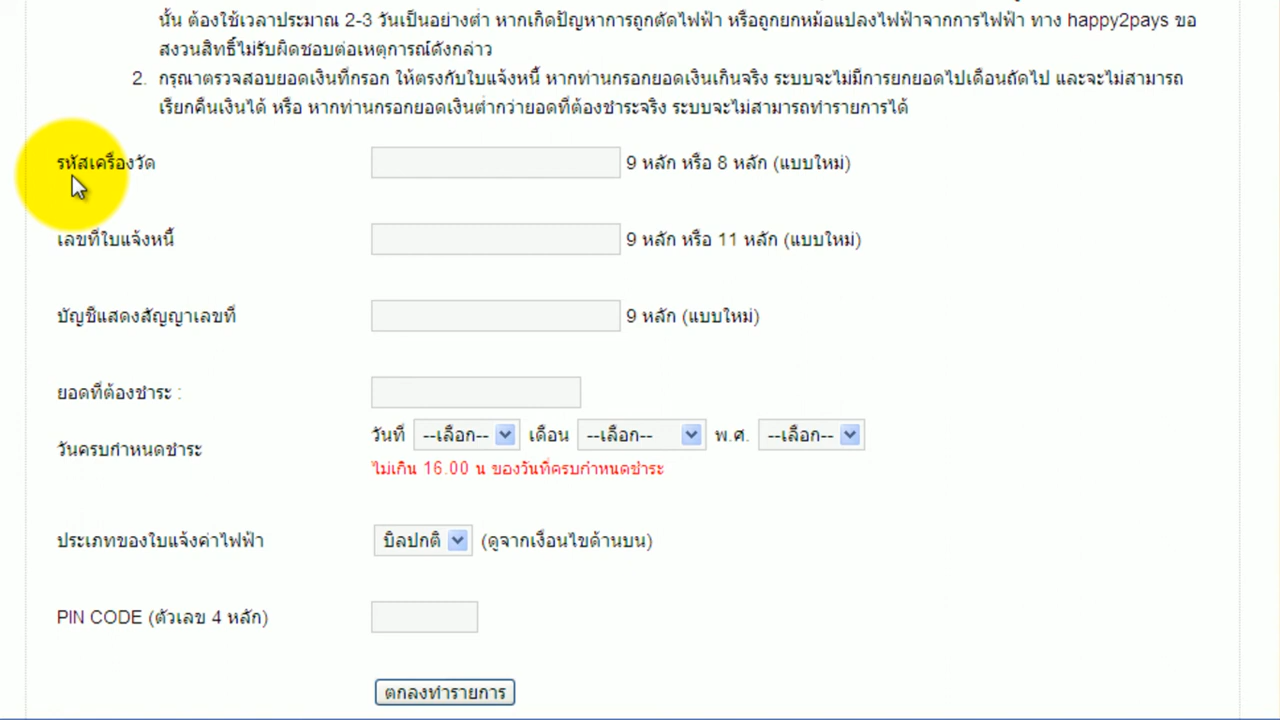 นั้น ต้องใช้เวลาประมาณ 2-3 วันเป็นอย่างต่ำ หากเกิดปัญหาการถูกตัดไฟฟ้า หรือถูกยกหม้อแปลงไฟฟ้าจากการไฟฟ้า ทาง happy2pays ขอ
สงวนสิทธิ์ไม่รับผิดชอบต่อเหตุการณ์ดังกล่าว
2. กรุณาตรวจสอบยอดเงินที่กรอก ให้ตรงกับใบแจ้งหนี้ หากท่านกรอกยอดเงินเกินจริง ระบบจะไม่มีการยกยอดไปเดือนถัดไป และจะไม่สามารถ
เรียกคืนเงินได้ หรือ หากท่านกรอกยอดเงินต่ำกว่ายอดที่ต้องชำระจริง ระบบจะไม่สามารถทำรายการได้
รหัสเครื่องวัด 9 หลัก หรือ 8 หลัก (แบบใหม่)
เลขที่ใบแจ้งหนี้ 9 หลัก หรือ 11 หลัก (แบบใหม่)
บัญชีแสดงสัญญาเลขที่ 9 หลัก (แบบใหม่)
ยอดที่ต้องชำระ :
วันที่ --เลือก-- เดือน --เลือก-- พ.ศ. --เลือก--
วันครบกำหนดชำระ
ไม่เกิน 16.00 น ของวันที่ครบกำหนดชำระ
ประเภทของใบแจ้งค่าไฟฟ้า บิลปกติ (ดูจากเงื่อนไขด้านบน)
PIN CODE (ตัวเลข 4 หลัก)
ตกลงทำรายการ